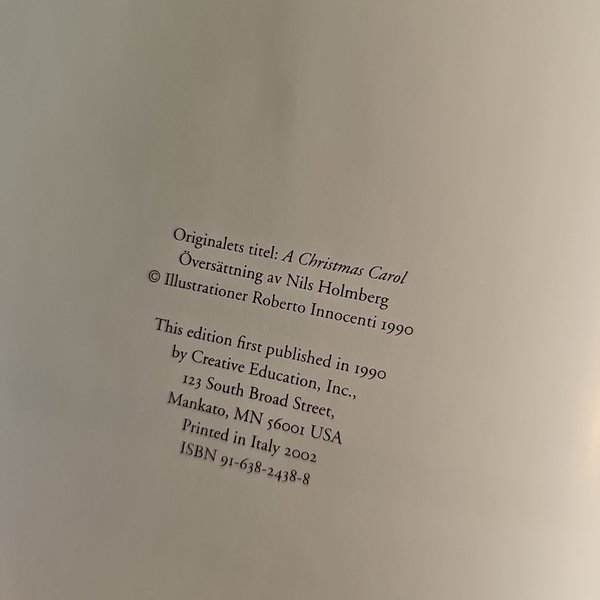 Originalets titel: A Christmas Carol
Översättning av Nils Holmberg
© Illustrationer Roberto Innocenti 1990
This edition first published in 1990
by Creative Education, Inc.,
123 South Broad Street,
Mankato, MN 56001 USA
Printed in Italy 2002
ISBN 91-638-2438-8